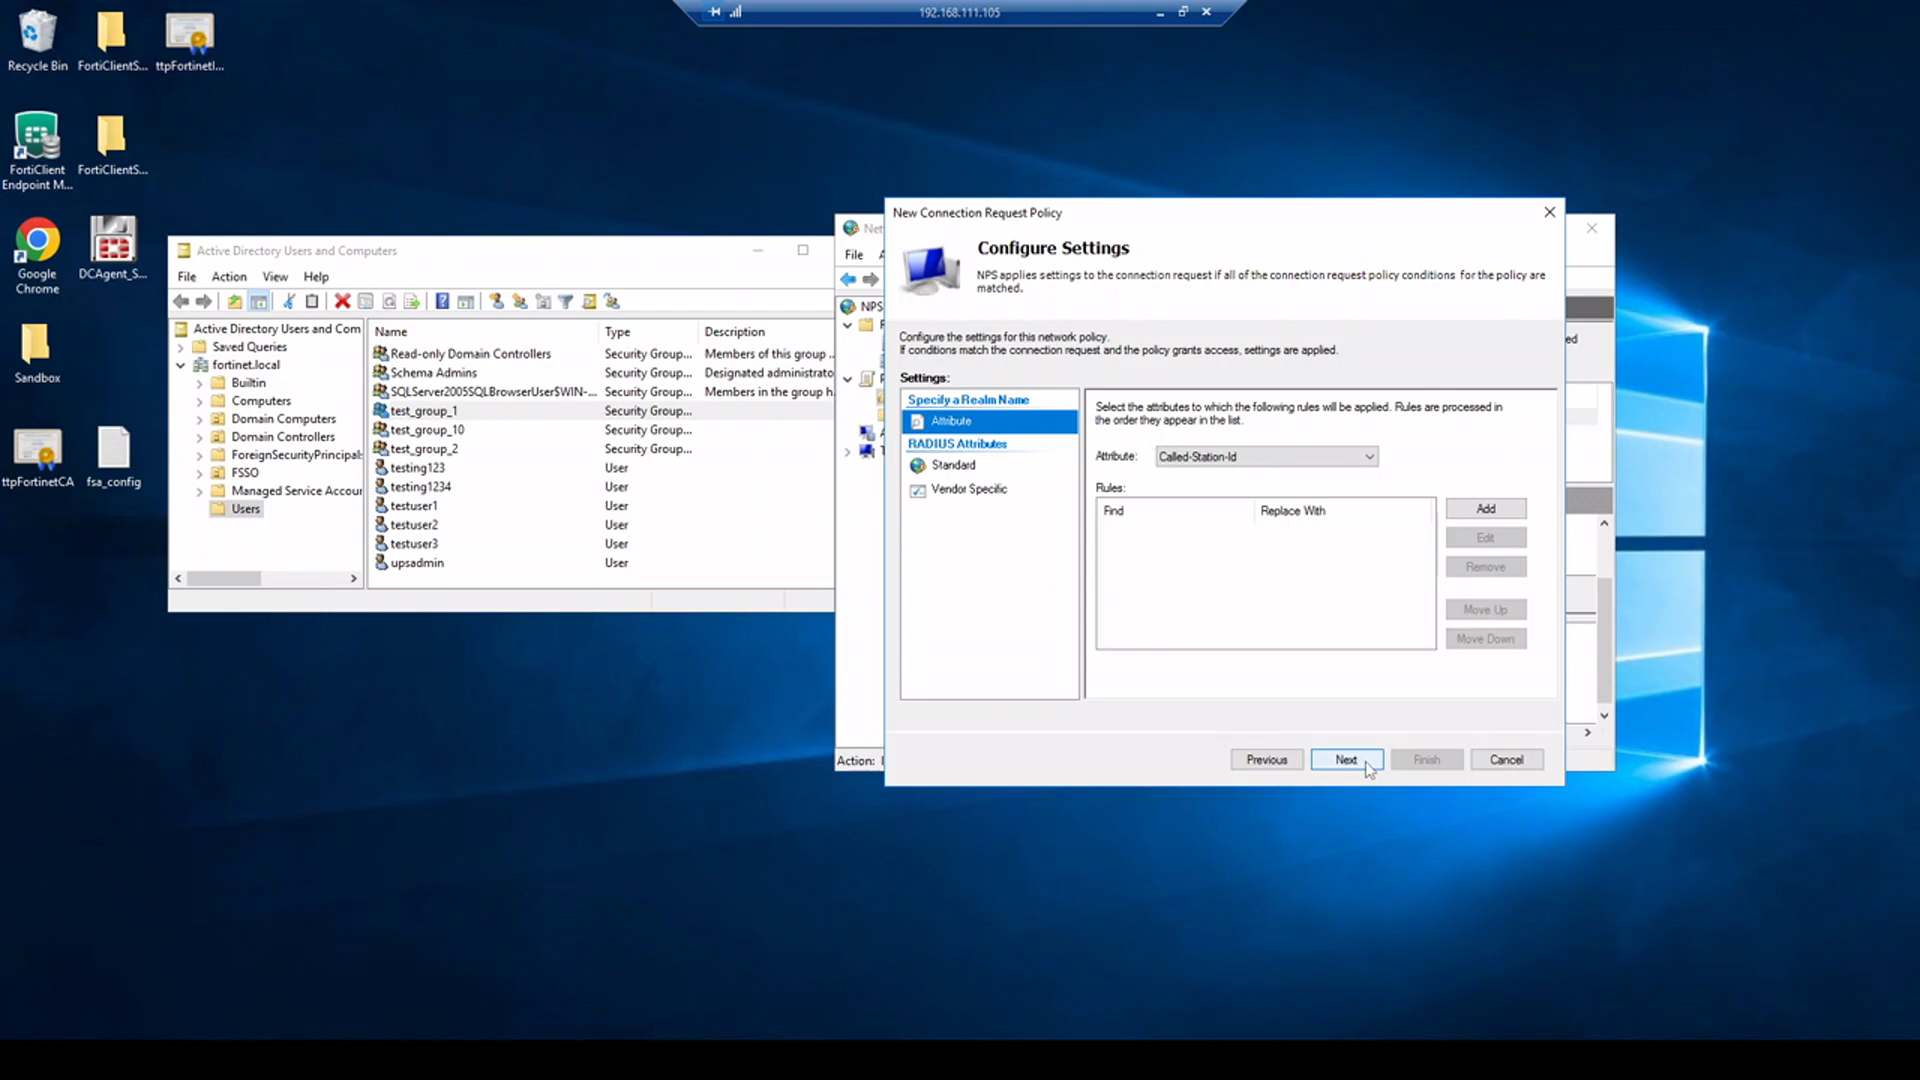 192.168.111.105
Recycle Bin
FortiClientS...
ttpFortinetI...
FortiClient
Endpoint M...
FortiClientS...
Google
Chrome
DCAgent_S...
Sandbox
ttpFortinetCA
fsa_config
Active Directory Users and Computers
File Action View Help
Active Directory Users and Com
Saved Queries
fortinet.local
Builtin
Computers
Domain Computers
Domain Controllers
ForeignSecurityPrincipal
FSSO
Managed Service Accour
Users
Name Type Description
Read-only Domain Controllers Security Group... Members of this group ...
Schema Admins Security Group... Designated administrato
SQLServer2005SQLBrowserUser$WIN-... Security Group... Members in the group h.
test_group_1 Security Group...
test_group_10 Security Group...
test_group_2 Security Group...
testing123 User
testing1234 User
testuser1 User
testuser2 User
testuser3 User
upsadmin User
Net
File A
NPS
ed
Action:
New Connection Request Policy
Configure Settings
NPS applies settings to the connection request if all of the connection request policy conditions for the policy are
matched.
Configure the settings for this network policy.
If conditions match the connection request and the policy grants access, settings are applied.
Settings:
Specify a Realm Name
Attribute
RADIUS Attributes
Standard
Vendor Specific
Select the attributes to which the following rules will be applied. Rules are processed in
the order they appear in the list.
Attribute: Called-Station-Id
Rules:
Find Replace With
Add
Edit
Remove
Move Up
Move Down
Previous Next Finish Cancel